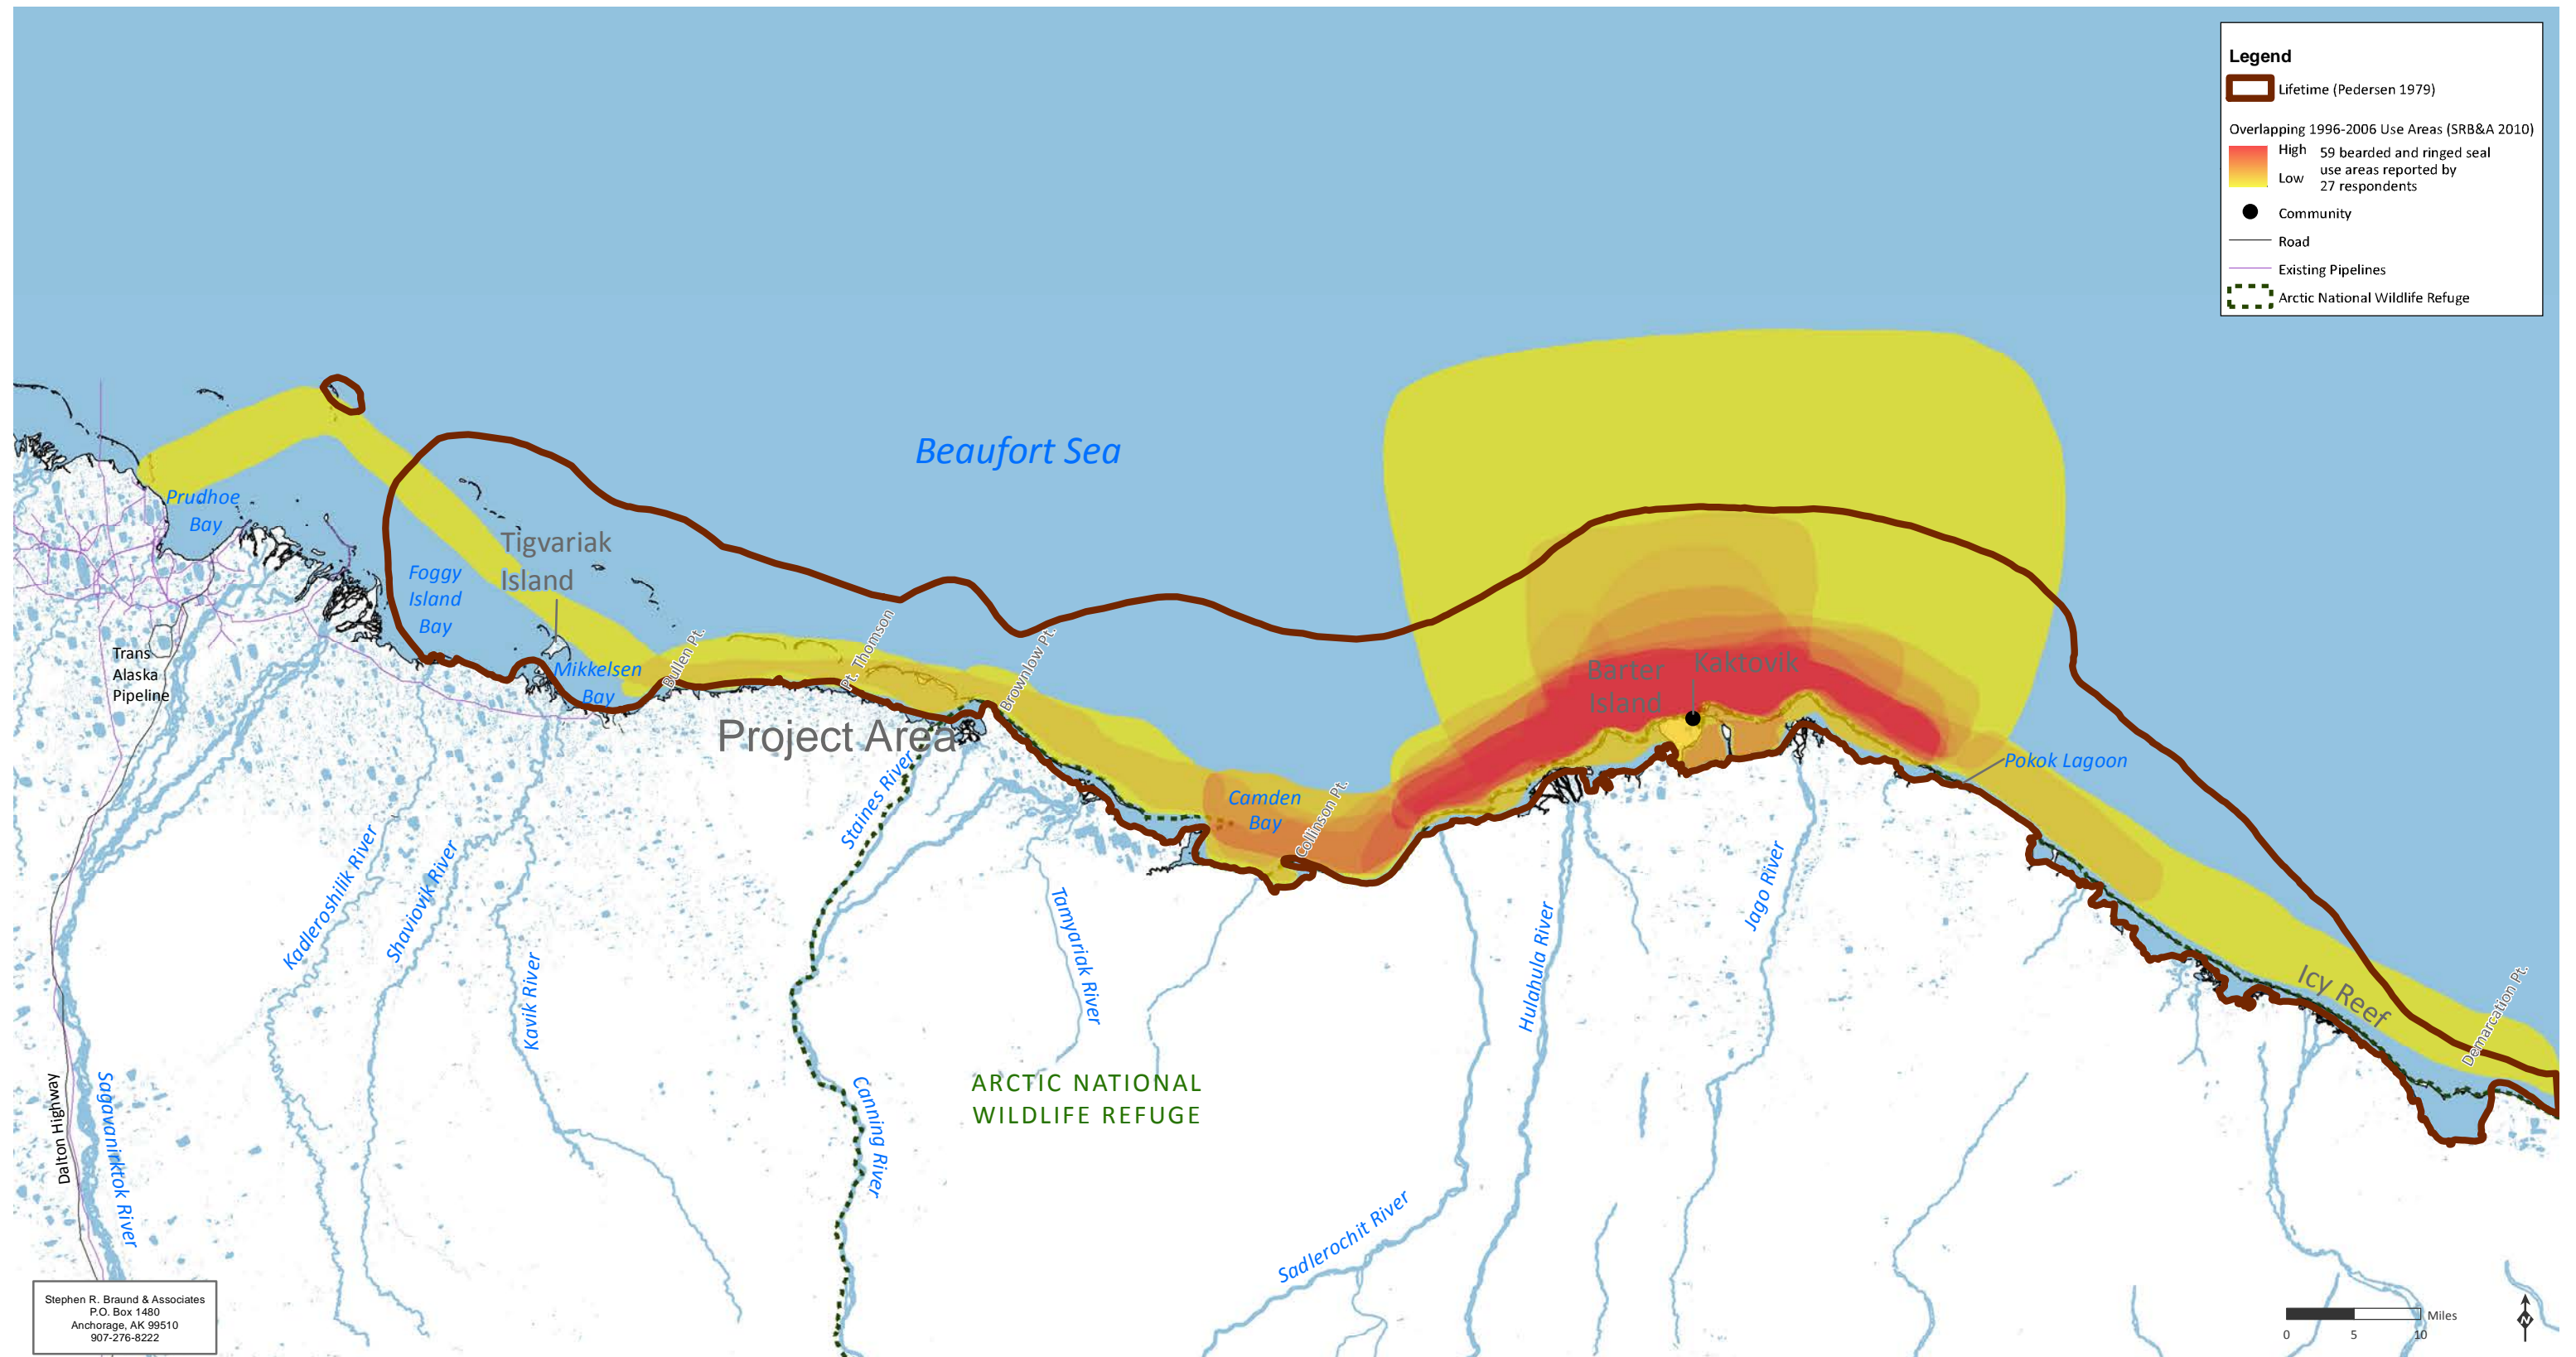 Legend
Lifetime (Pedersen 1979)
Overlapping 1996-2006 Use Areas (SRB&A 2010)
High
Low
59 bearded and ringed seal
use areas reported by
27 respondents
Community
Road
Existing Pipelines
Arctic National Wildlife Refuge
Beaufort Sea
Prudhoe
Bay
Tigvariak
Island
Foggy
Island
Bay
Mikkelsen
Bay
Bullen Pt.
Pt. Thomson
Brownlow Pt.
Trans
Alaska
Pipeline
Project Area
Barter
Island
Kaktovik
Camden
Bay
Collinson Pt.
Pokok Lagoon
Staines River
Kadleroshilik River
Shaviovik River
Kavik River
Tamyariak River
Hulahula River
Jago River
Icy Reef
Demarcation Pt.
Dalton Highway
Sagavanirktok River
Canning River
ARCTIC NATIONAL
WILDLIFE REFUGE
Sadlerochit River
Stephen R. Braund & Associates
P.O. Box 1480
Anchorage, AK 99510
907-276-8222
Miles
0 5 10
N